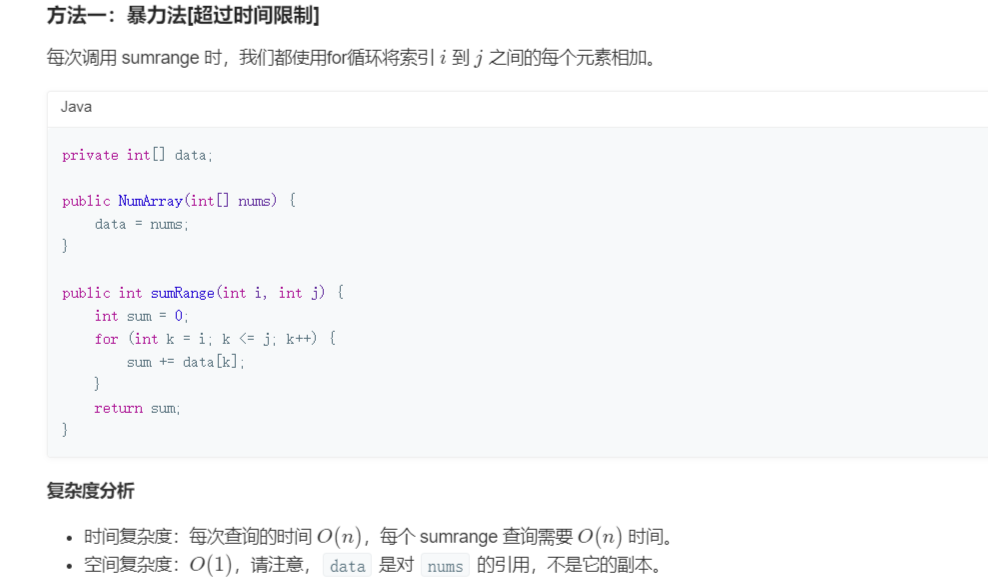 方法一：暴力法[超过时间限制]
每次调用 sumrange 时，我们都使用for循环将索引 i 到 j 之间的每个元素相加。
Java
private int[] data;
public NumArray(int[] nums) {
    data = nums;
}
public int sumRange(int i, int j) {
    int sum = 0;
    for (int k = i; k <= j; k++) {
        sum += data[k];
    }
    return sum;
}
复杂度分析
• 时间复杂度：每次查询的时间 O(n)，每个 sumrange 查询需要 O(n) 时间。
• 空间复杂度：O(1)，请注意， data 是对 nums 的引用，不是它的副本。